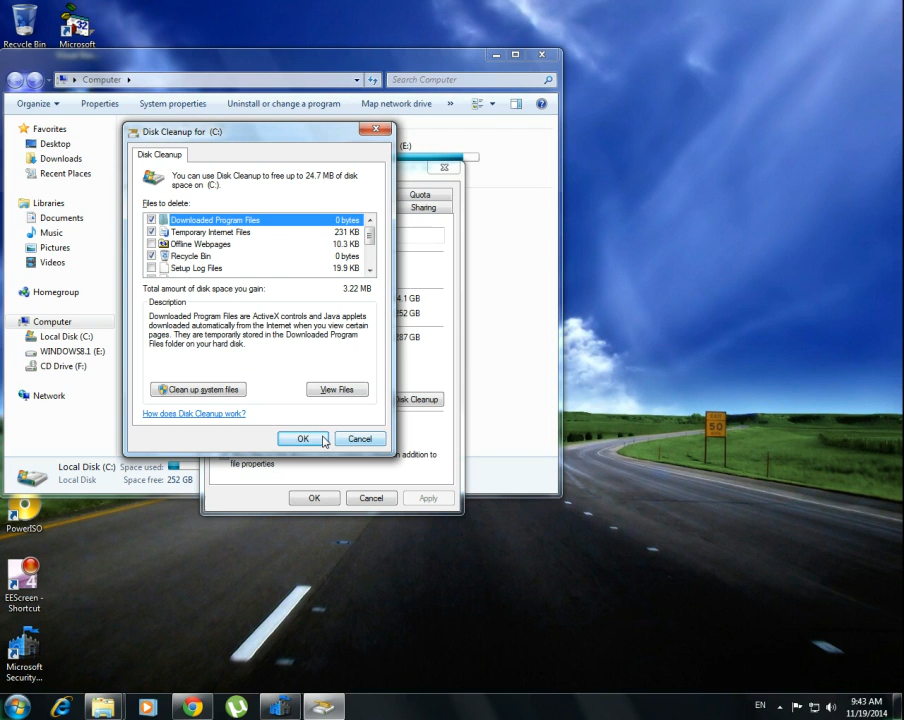 Recycle Bin
Microsoft
Computer
Search Computer
Organize
Properties
System properties
Uninstall or change a program
Map network drive
»
Favorites
Desktop
Downloads
Recent Places
Libraries
Documents
Music
Pictures
Videos
Homegroup
Computer
Local Disk (C:)
WINDOWS8.1 (E:)
CD Drive (F:)
Network
(E:)
Disk Cleanup for (C:)
Disk Cleanup
You can use Disk Cleanup to free up to 24.7 MB of disk
space on (C:).
Files to delete:
Downloaded Program Files 0 bytes
Temporary Internet Files 231 KB
Offline Webpages 10.3 KB
Recycle Bin 0 bytes
Setup Log Files 19.9 KB
Total amount of disk space you gain: 3.22 MB
Description
Downloaded Program Files are ActiveX controls and Java applets
downloaded automatically from the Internet when you view certain
pages. They are temporarily stored in the Downloaded Program
Files folder on your hard disk.
Clean up system files
View Files
How does Disk Cleanup work?
OK
Cancel
Quota
Sharing
4.1 GB
252 GB
287 GB
Disk Cleanup
in addition to
file properties
OK
Cancel
Apply
Local Disk (C:) Space used:
Local Disk Space free: 252 GB
PowerISO
EEScreen -
Shortcut
Microsoft
Security...
SPEED
50
EN
9:43 AM
11/19/2014